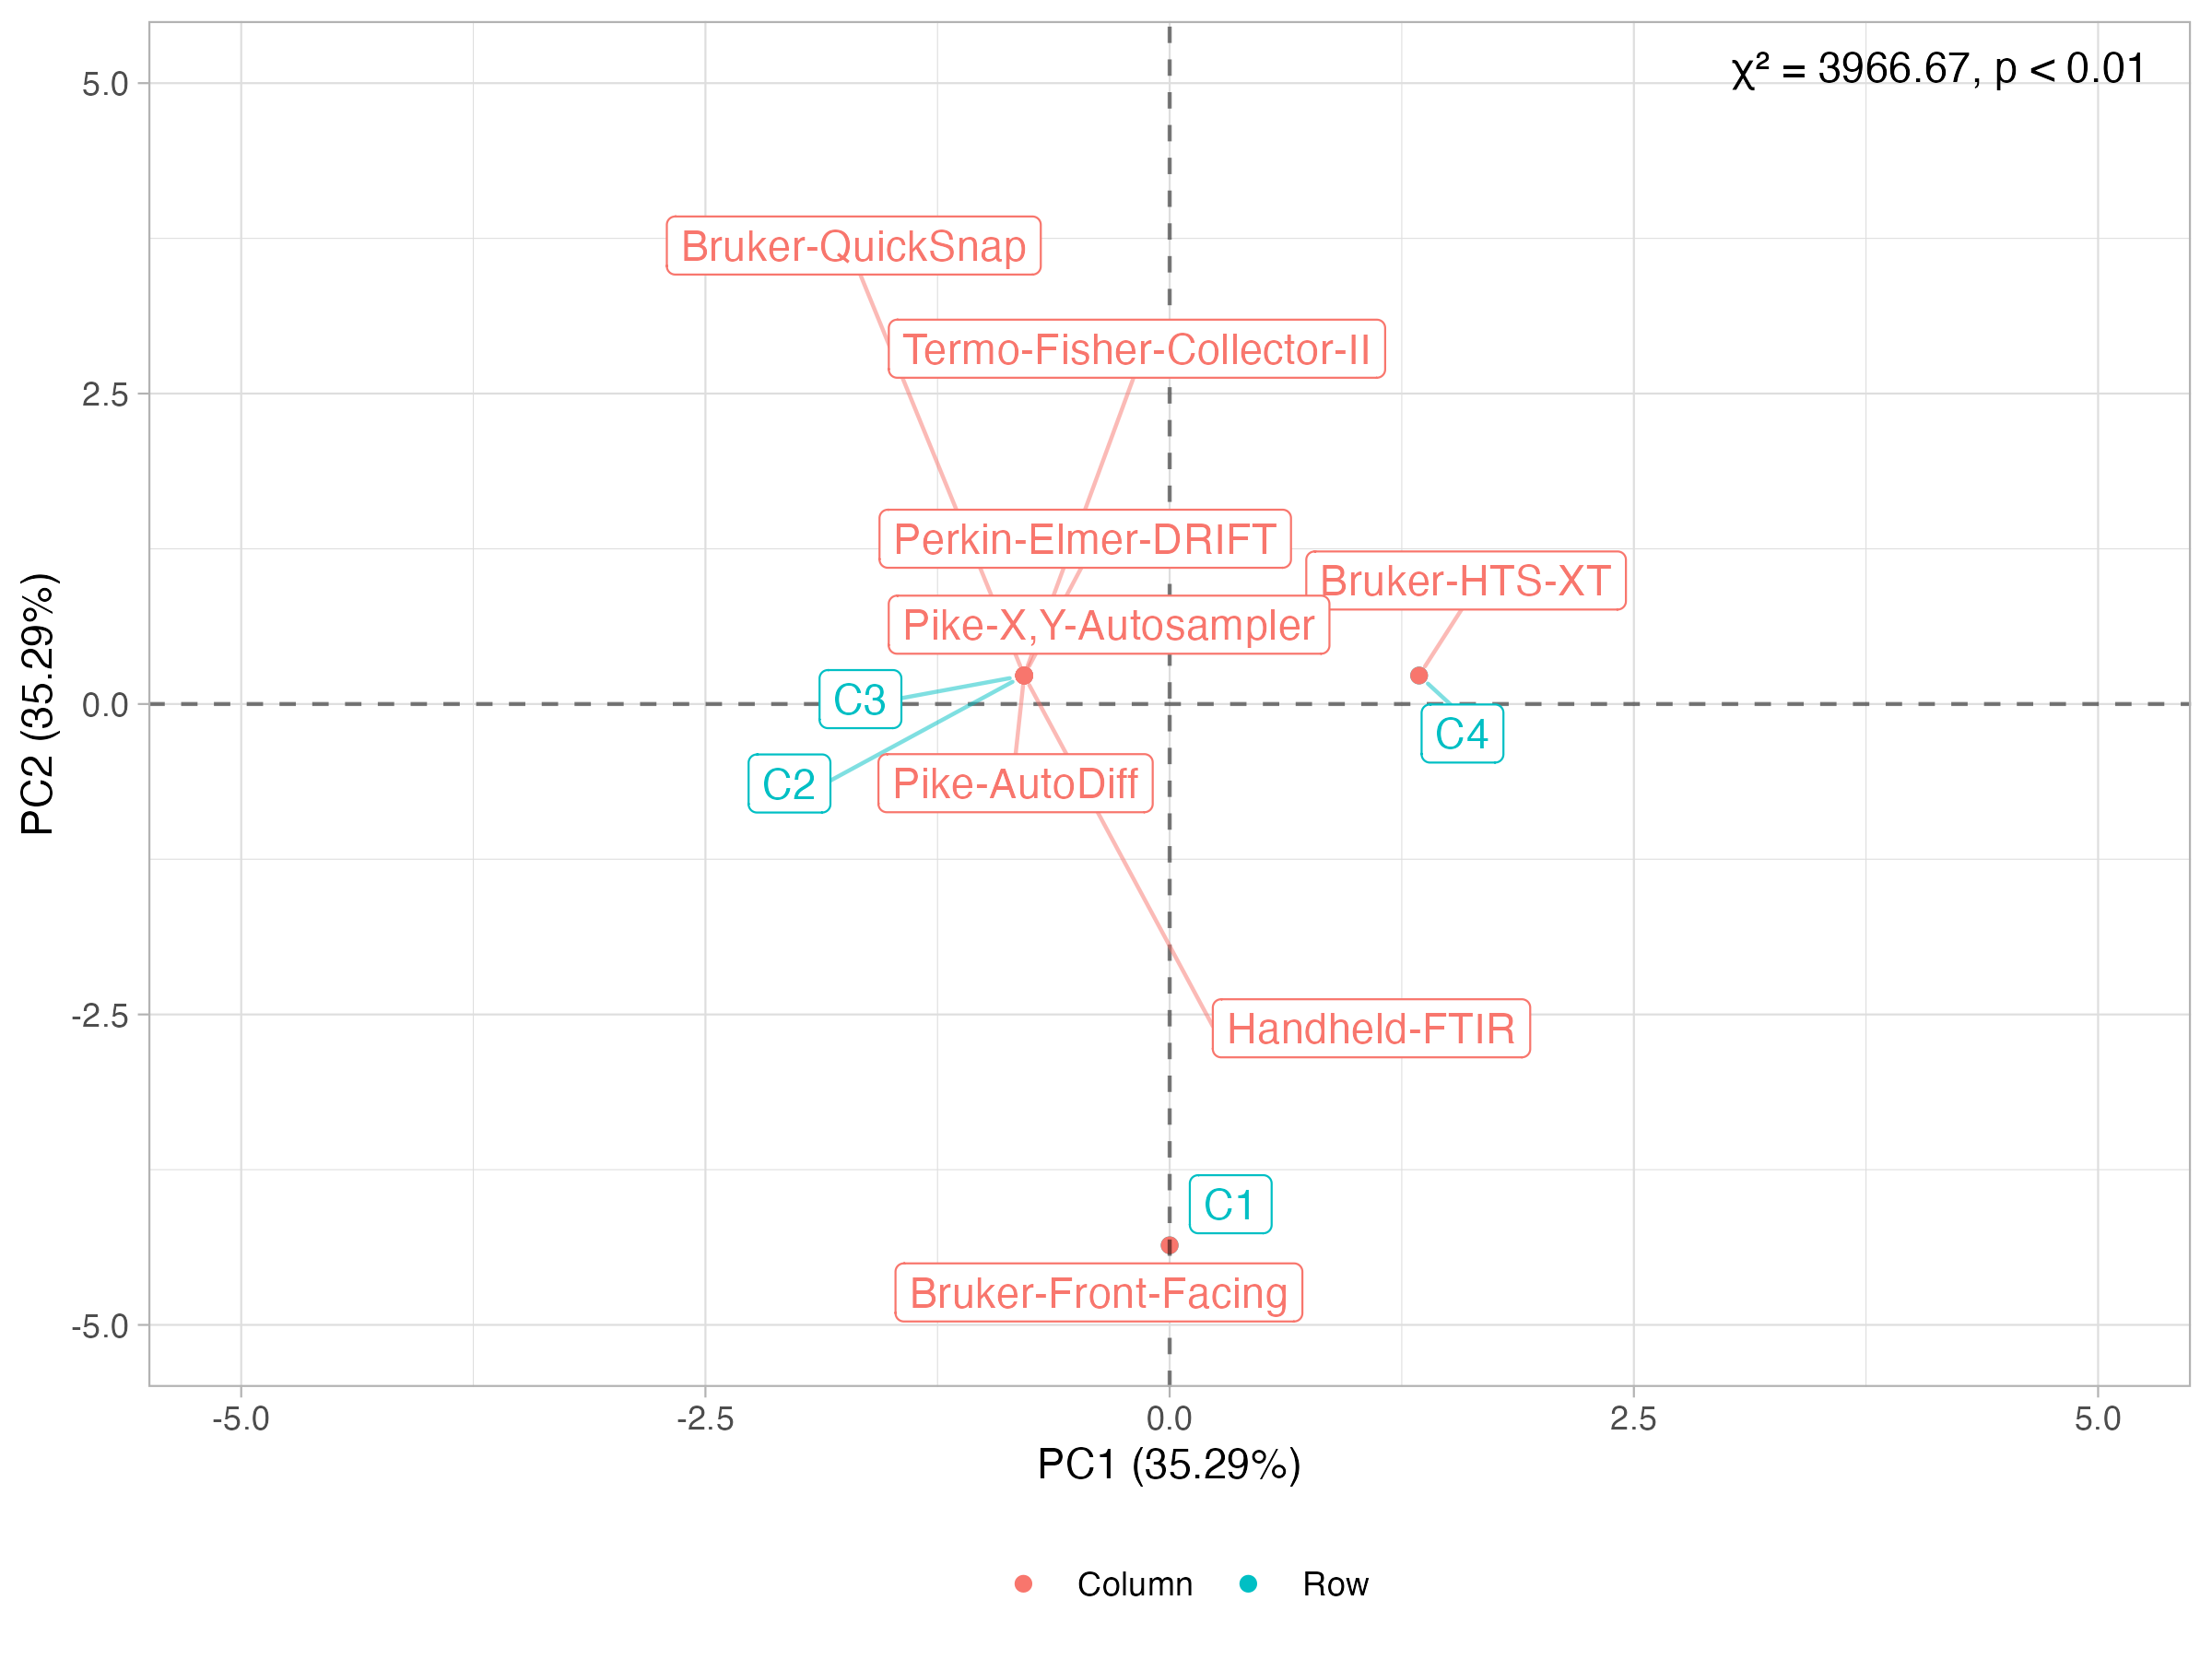 χ² = 3966.67, p < 0.01
5.0
Bruker-QuickSnap
Termo-Fisher-Collector-II
2.5
Perkin-Elmer-DRIFT
Bruker-HTS-XT
Pike-X,Y-Autosampler
C3
0.0
C4
C2
Pike-AutoDiff
PC2 (35.29%)
-2.5
Handheld-FTIR
C1
Bruker-Front-Facing
-5.0
-5.0 -2.5 0.0 2.5 5.0
PC1 (35.29%)
Column Row